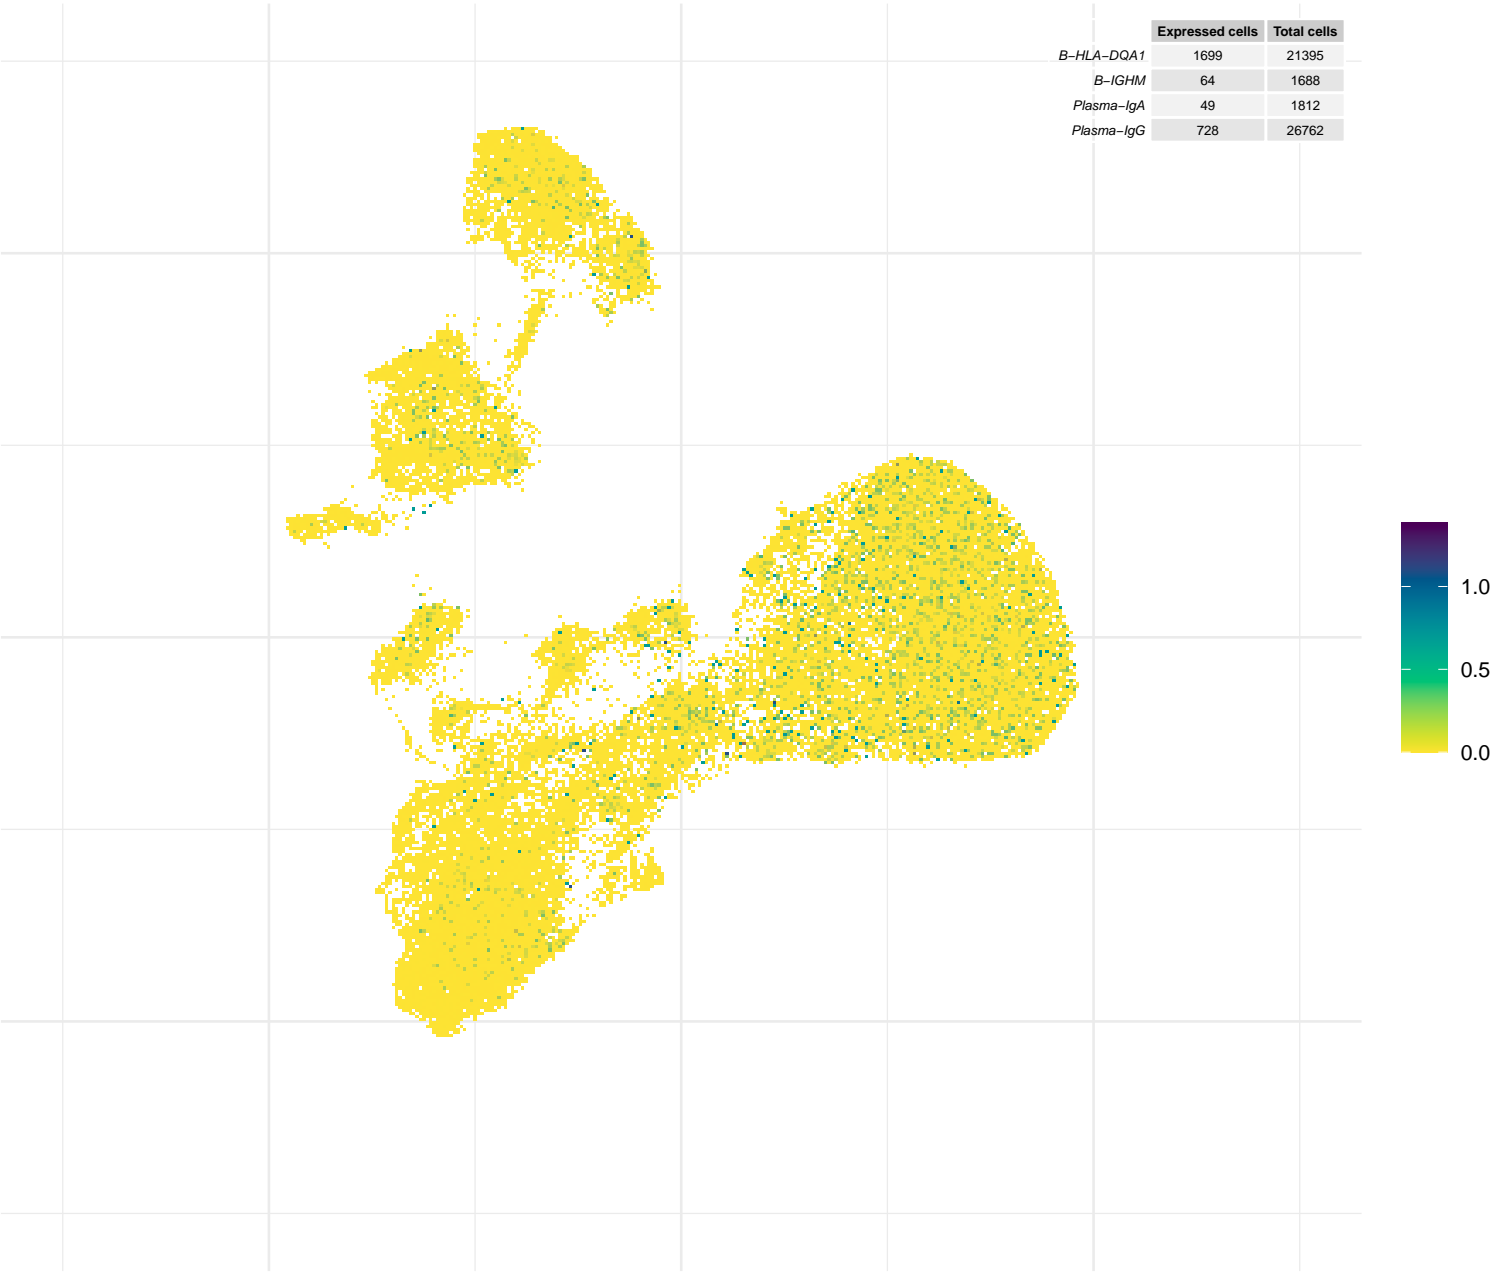 Expressed cells Total cells
B−HLA−DQA1 1699 21395
B−IGHM 64 1688
Plasma−IgA 49 1812
Plasma−IgG 728 26762
1.0
0.5
0.0